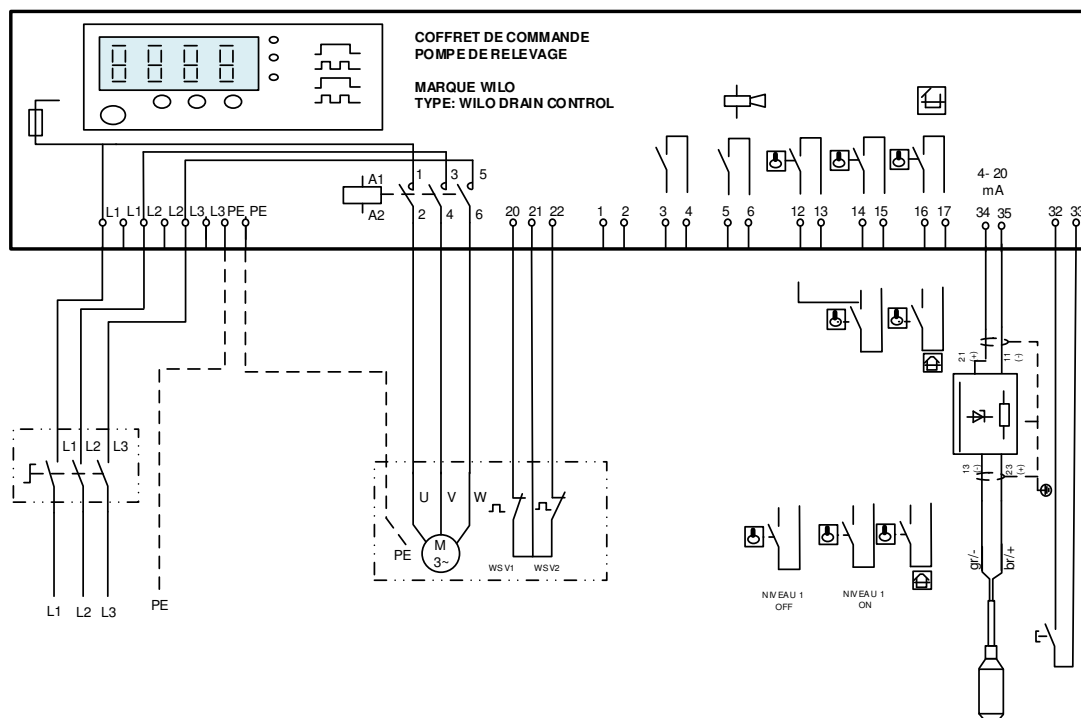 COFFRET DE COMMANDE
POMPE DE RELEVAGE
MARQUE WILO
TYPE: WILO DRAIN CONTROL
A1
A2
1 3 5
2 4 6
4- 20
mA
L1 L1 L2 L2 L3 L3 PE PE
20 21 22
1 2 3 4 5 6 12 13 14 15 16 17 34 35 32 33
21 (+)
11 (-)
13 (-)
23 (+)
L1 L2 L3
U V W
PE
M
3~
WSV1 WSV2
gr/-
br/+
NIVEAU 1
OFF
NIVEAU 1
ON
L1 L2 L3 PE